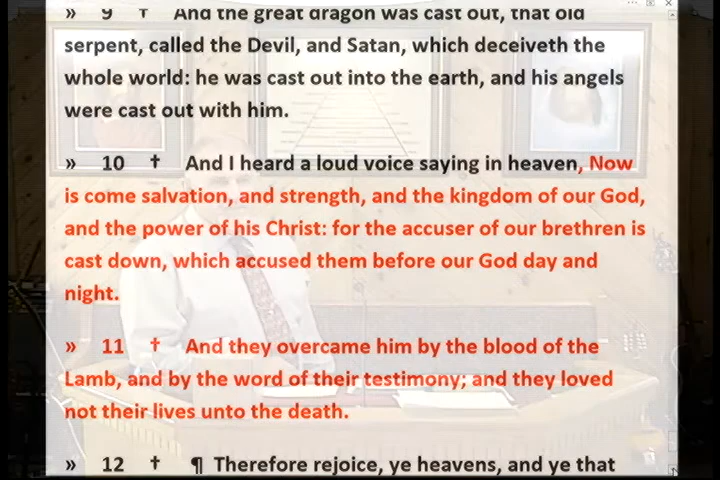 » 9 ✝ And the great dragon was cast out, that old
serpent, called the Devil, and Satan, which deceiveth the
whole world: he was cast out into the earth, and his angels
were cast out with him.
» 10 ✝ And I heard a loud voice saying in heaven, Now
is come salvation, and strength, and the kingdom of our God,
and the power of his Christ: for the accuser of our brethren is
cast down, which accused them before our God day and
night.
» 11 ✝ And they overcame him by the blood of the
Lamb, and by the word of their testimony; and they loved
not their lives unto the death.
» 12 ✝ ¶ Therefore rejoice, ye heavens, and ye that